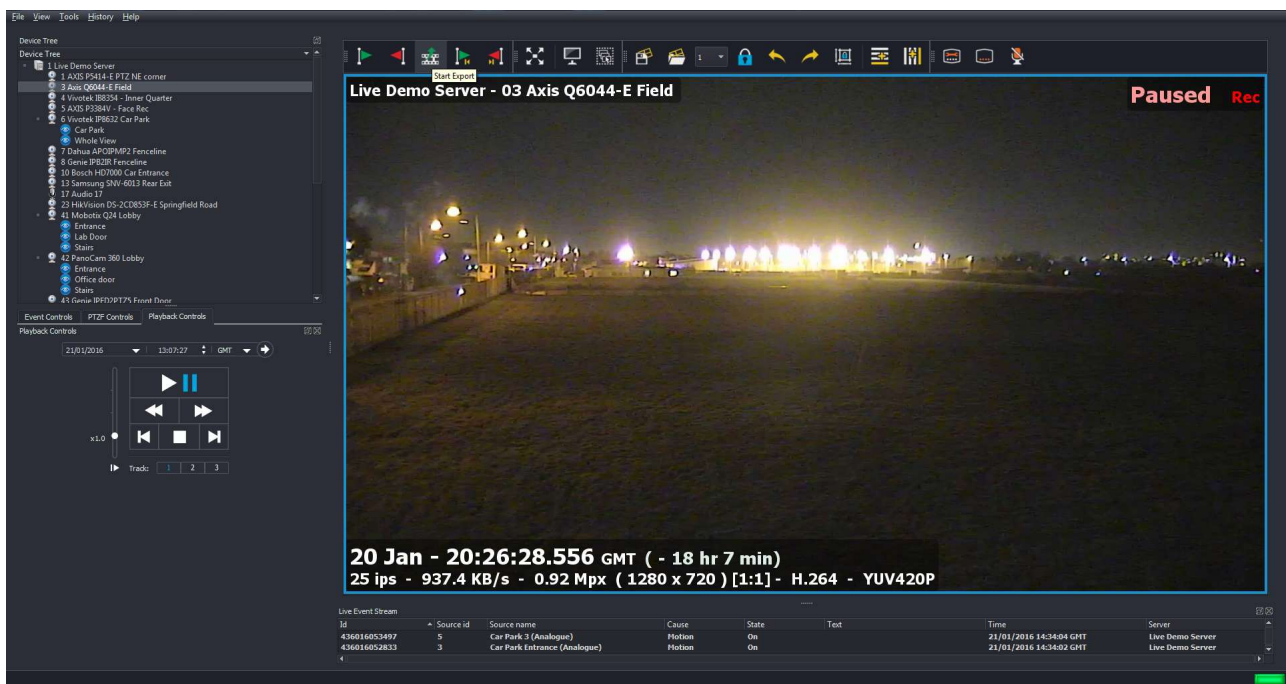 File View Tools History Help
Device Tree
Device Tree
1 Live Demo Server
1 AXIS P5414-E PTZ NE corner
3 Axis Q6044-E Field
4 Vivotek IB8354 - Inner Quarter
5 AXIS P3384V - Face Rec
6 Vivotek IP8632 Car Park
Car Park
Whole View
7 Dahua APOIPMP2 Fenceline
8 Genie IPB2IR Fenceline
10 Bosch HD7000 Car Entrance
13 Samsung SNV-6013 Rear Exit
17 Audio 17
23 HikVision DS-2CD853F-E Springfield Road
41 Mobotix Q24 Lobby
Entrance
Lab Door
Stairs
42 PanoCam 360 Lobby
Entrance
Office door
Stairs
43 Genie IPFD2PTZ5 Front Door
Event Controls PTZF Controls Playback Controls
Playback Controls
21/01/2016 13:07:27 GMT
x1.0
Track: 1 2 3
1
Start Export
Live Demo Server - 03 Axis Q6044-E Field
Paused Rec
20 Jan - 20:26:28.556 GMT ( - 18 hr 7 min)
25 ips - 937.4 KB/s - 0.92 Mpx ( 1280 x 720 ) [1:1] - H.264 - YUV420P
Live Event Stream
Id Source id Source name Cause State Text Time Server
436016053497 5 Car Park 3 (Analogue) Motion On 21/01/2016 14:34:04 GMT Live Demo Server
436016052833 3 Car Park Entrance (Analogue) Motion On 21/01/2016 14:34:02 GMT Live Demo Server